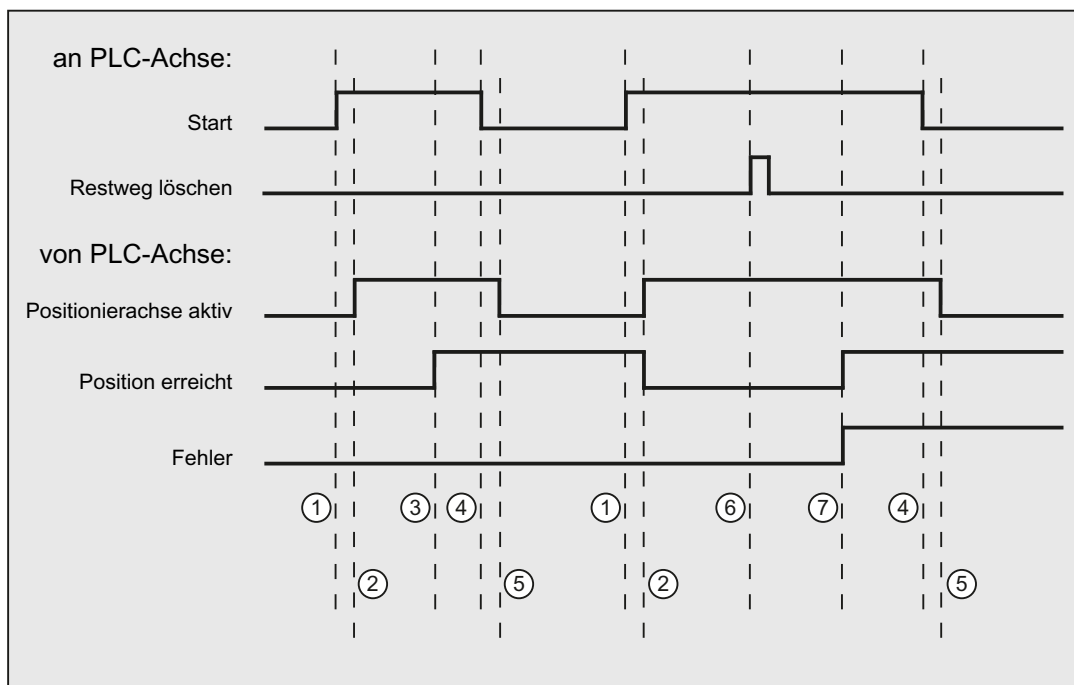 an PLC-Achse:
Start
Restweg löschen
von PLC-Achse:
Positionierachse aktiv
Position erreicht
Fehler
1 3 4 1 6 7 4
2 5 2 5